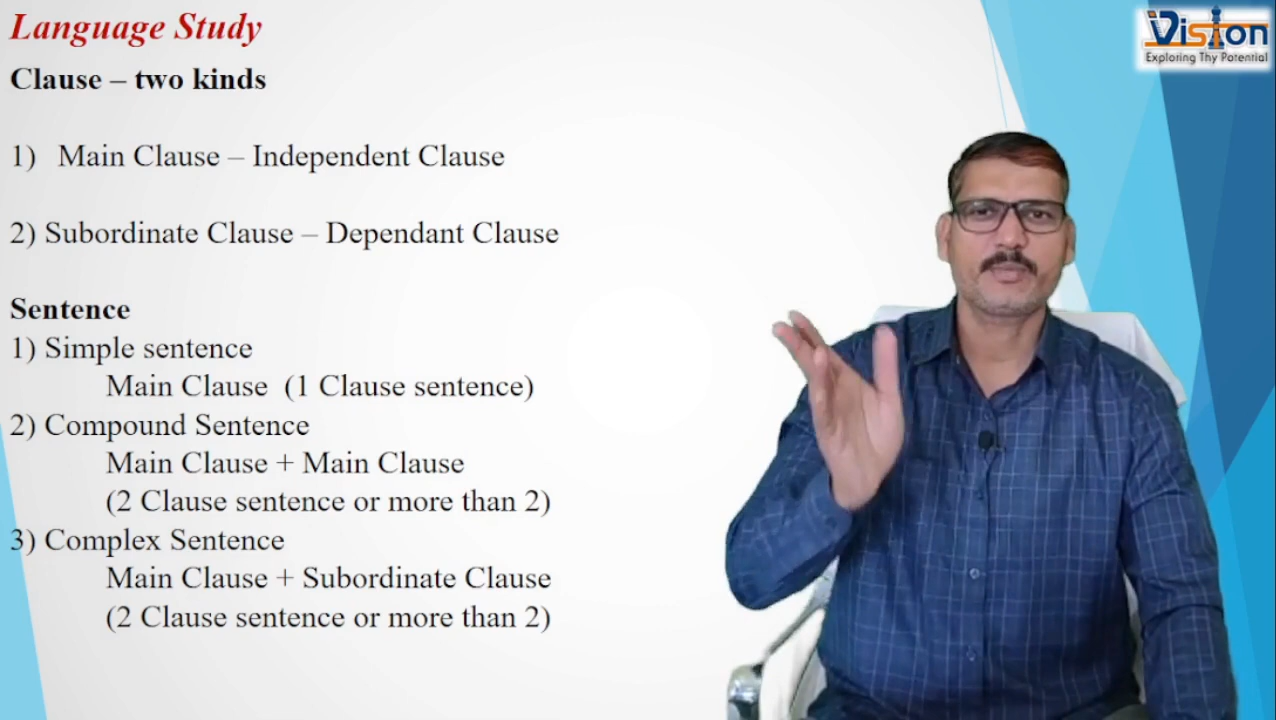 Language Study
Vision
Exploring Thy Potential
Clause – two kinds
1) Main Clause – Independent Clause
2) Subordinate Clause – Dependant Clause
Sentence
1) Simple sentence
Main Clause (1 Clause sentence)
2) Compound Sentence
Main Clause + Main Clause
(2 Clause sentence or more than 2)
3) Complex Sentence
Main Clause + Subordinate Clause
(2 Clause sentence or more than 2)